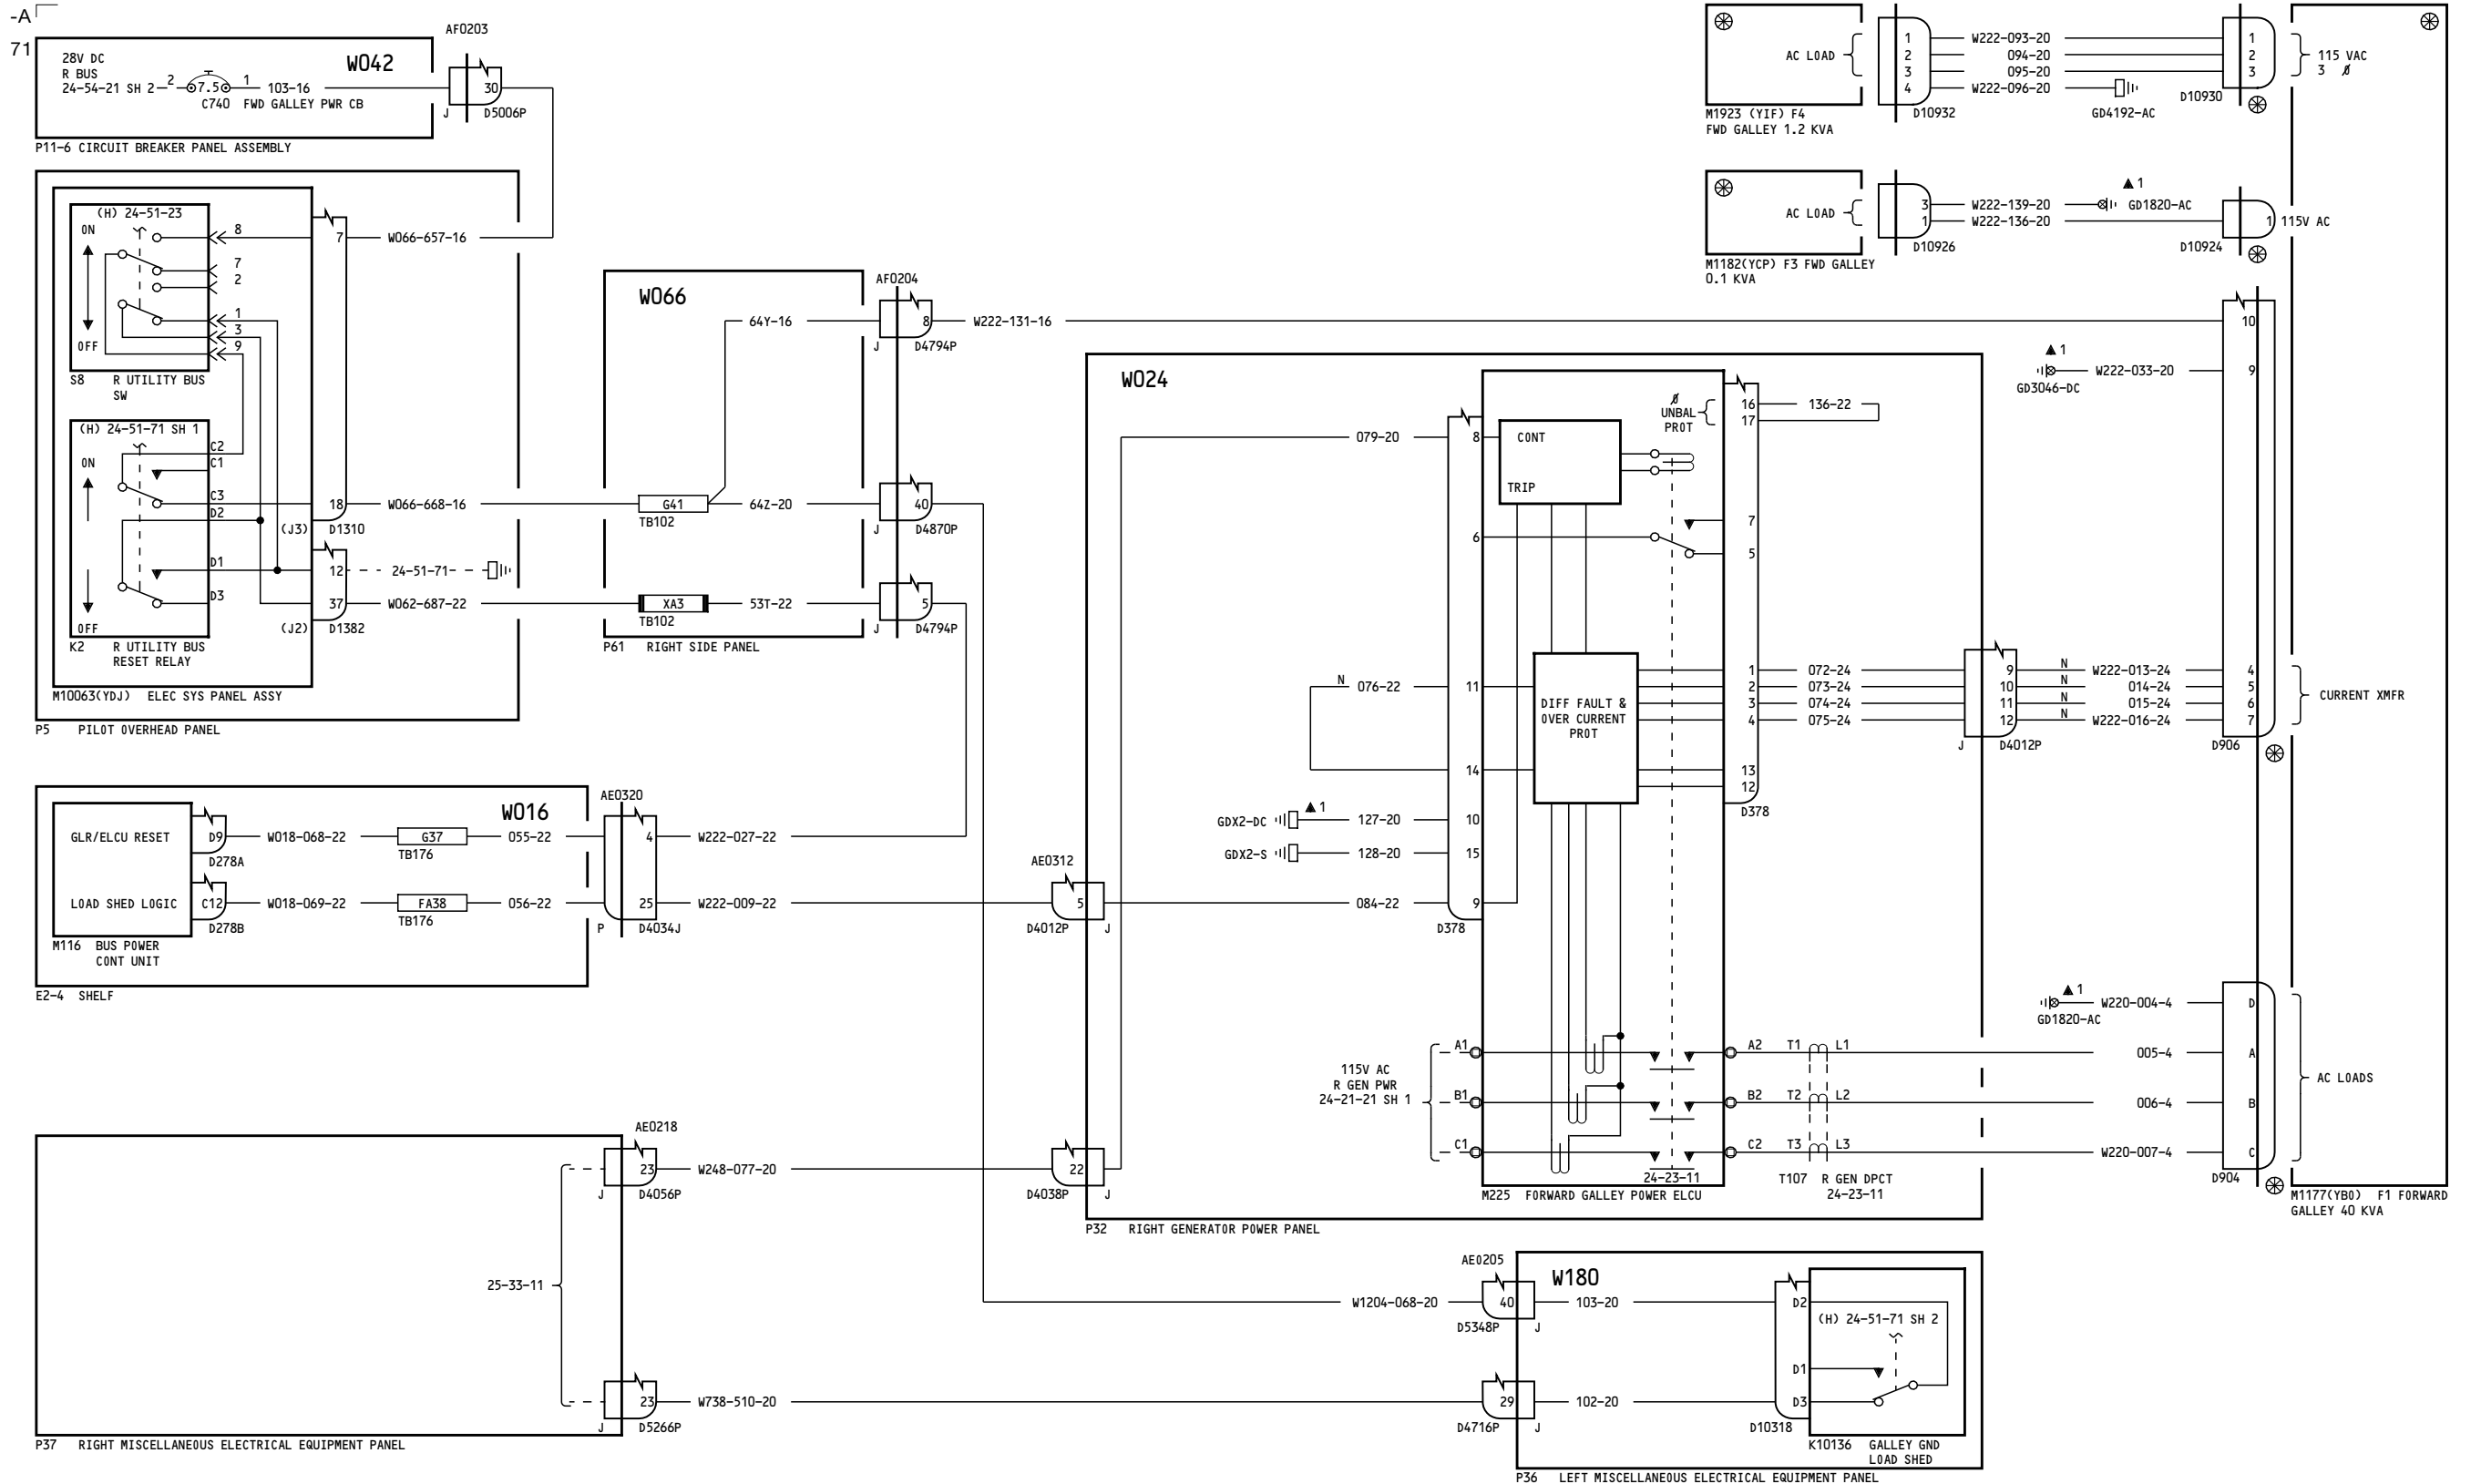 -A
71
28V DC
R BUS
24-54-21 SH 2
2
7.5
1
103-16
C740 FWD GALLEY PWR CB
W042
P11-6 CIRCUIT BREAKER PANEL ASSEMBLY
AF0203
30
J
D5006P
AC LOAD
1
2
3
4
D10932
M1923 (YIF) F4
FWD GALLEY 1.2 KVA
W222-093-20
094-20
095-20
W222-096-20
GD4192-AC
1
2
3
D10930
115 VAC
3 Ø
AC LOAD
3
1
D10926
M1182(YCP) F3 FWD GALLEY
0.1 KVA
W222-139-20
W222-136-20
1
GD1820-AC
1
D10924
115V AC
(H) 24-51-23
ON
OFF
8
7
2
1
3
9
S8 R UTILITY BUS
SW
7
W066-657-16
(H) 24-51-71 SH 1
ON
OFF
C2
C1
C3
D2
D1
D3
K2 R UTILITY BUS
RESET RELAY
18
(J3)
D1310
W066-668-16
12
24-51-71
37
W062-687-22
(J2)
D1382
M10063(YDJ) ELEC SYS PANEL ASSY
P5 PILOT OVERHEAD PANEL
W066
G41
TB102
64Y-16
64Z-20
XA3
TB102
53T-22
P61 RIGHT SIDE PANEL
AF0204
8
J
D4794P
W222-131-16
40
J
D4870P
5
J
D4794P
W024
079-20
8
CONT
TRIP
6
Ø
UNBAL
PROT
16
17
136-22
7
5
N
076-22
11
14
DIFF FAULT &
OVER CURRENT
PROT
1
2
3
4
13
12
D378
072-24
073-24
074-24
075-24
9
10
11
12
J
D4012P
N
N
N
N
W222-013-24
014-24
015-24
W222-016-24
10
9
4
5
6
7
D906
1
GD3046-DC
W222-033-20
CURRENT XMFR
GDX2-DC
1
127-20
10
GDX2-S
128-20
15
084-22
9
D378
W016
GLR/ELCU RESET
D9
D278A
W018-068-22
G37
TB176
055-22
LOAD SHED LOGIC
C12
D278B
W018-069-22
FA38
TB176
056-22
M116 BUS POWER
CONT UNIT
E2-4 SHELF
AE0320
4
25
P
D4034J
W222-027-22
W222-009-22
AE0312
5
D4012P
J
115V AC
R GEN PWR
24-21-21 SH 1
A1
B1
C1
A2
B2
C2
T1
T2
T3
L1
L2
L3
24-23-11
M225 FORWARD GALLEY POWER ELCU
T107 R GEN DPCT
24-23-11
1
GD1820-AC
W220-004-4
005-4
006-4
W220-007-4
D
A
B
C
D904
AC LOADS
M1177(YBO) F1 FORWARD
GALLEY 40 KVA
P32 RIGHT GENERATOR POWER PANEL
AE0218
23
J
D4056P
W248-077-20
22
D4038P
J
25-33-11
23
J
D5266P
W738-510-20
P37 RIGHT MISCELLANEOUS ELECTRICAL EQUIPMENT PANEL
W1204-068-20
AE0205
40
D5348P
J
W180
103-20
29
D4716P
J
102-20
D2
D1
D3
D10318
(H) 24-51-71 SH 2
K10136 GALLEY GND
LOAD SHED
P36 LEFT MISCELLANEOUS ELECTRICAL EQUIPMENT PANEL